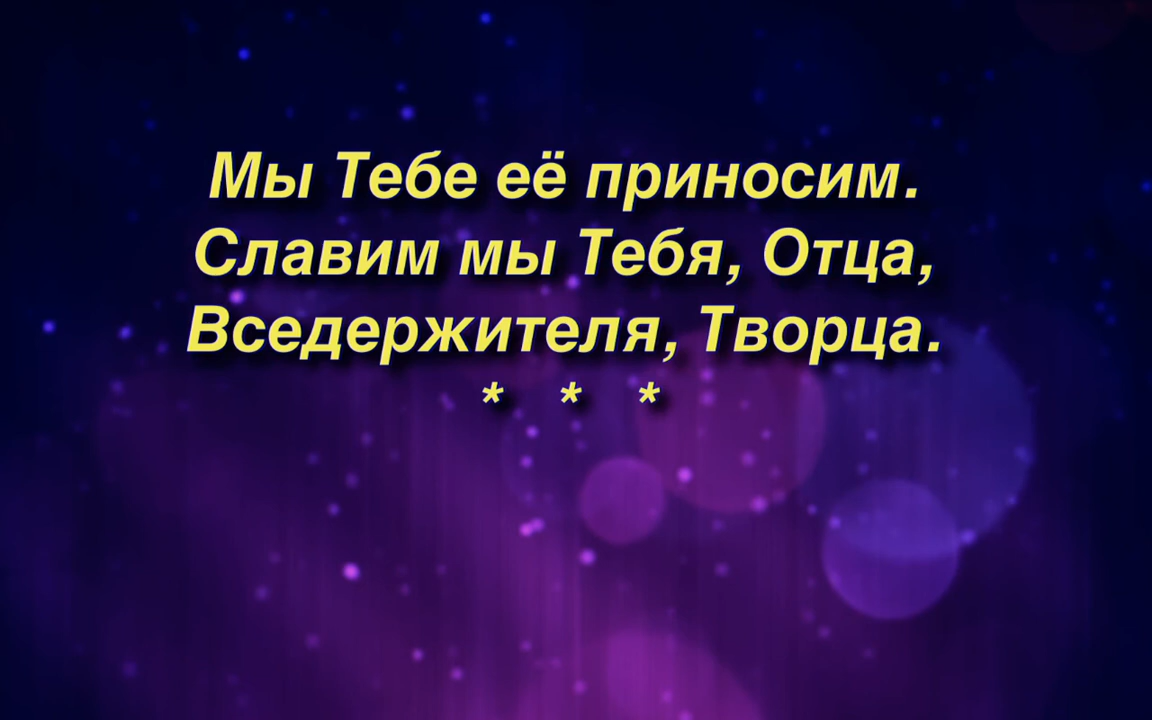 Мы Тебе её приносим.
Славим мы Тебя, Отца,
Вседержителя, Творца.
* * *